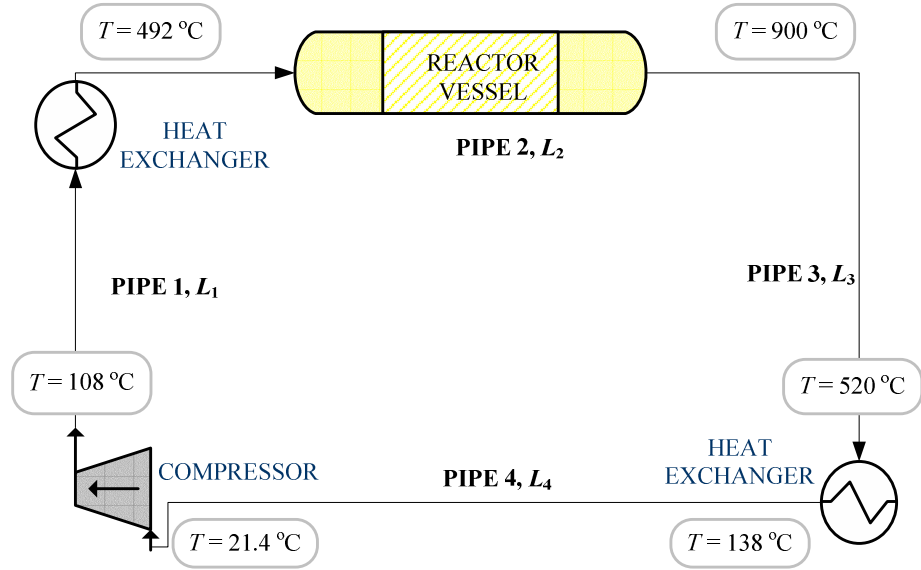 T = 492 °C
T = 900 °C
REACTOR
VESSEL
HEAT
EXCHANGER
PIPE 2, L₂
PIPE 1, L₁
PIPE 3, L₃
T = 108 °C
T = 520 °C
COMPRESSOR
PIPE 4, L₄
HEAT
EXCHANGER
T = 21.4 °C
T = 138 °C